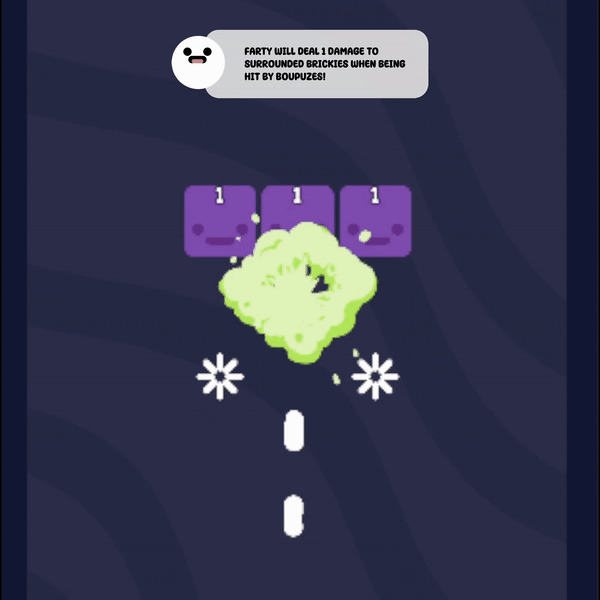 FARTY WILL DEAL 1 DAMAGE TO
SURROUNDED BRICKIES WHEN BEING
HIT BY BOUPUZES!
1 1 1